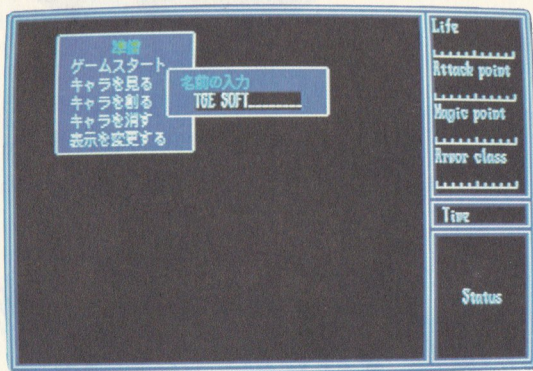 準備
ゲームスタート
キャラを見る
キャラを創る
キャラを消す
表示を変更する
名前の入力
TGE SOFT________
Life
Attack point
Magic point
Armor class
Time
Status